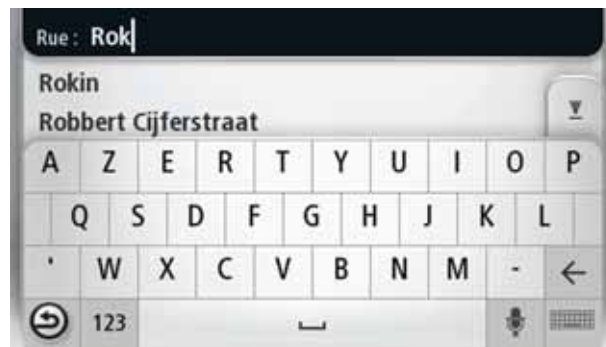 Rue : Rok
Rokin
Robbert Cijferstraat
A Z E R T Y U I O P
Q S D F G H J K L
' W X C V B N M -
123